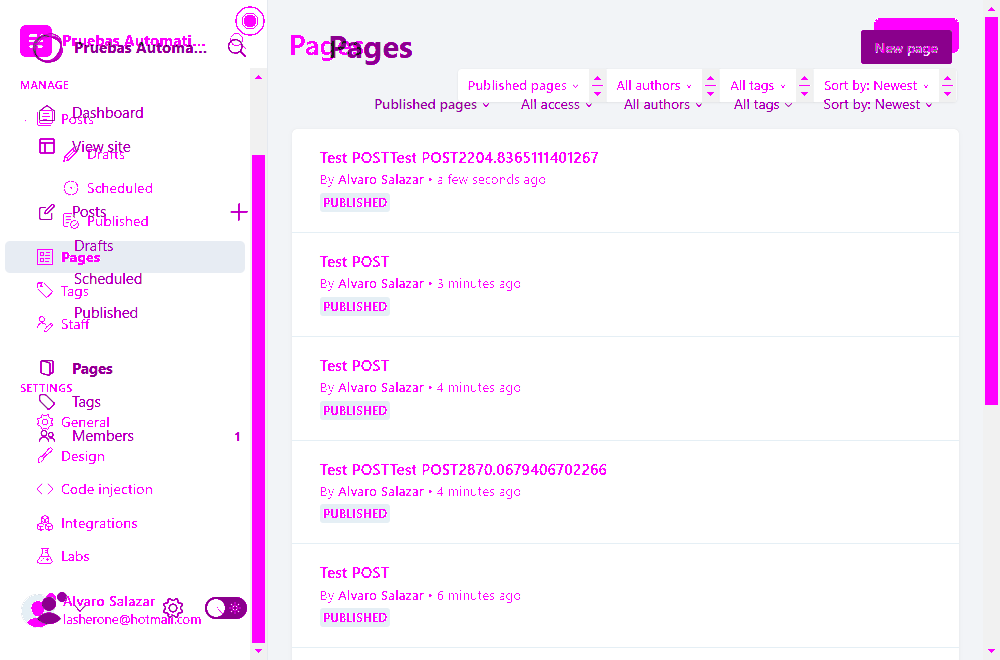 Pruebas Automati...
Pruebas Automa...
MANAGE
Dashboard
Posts
View site
Drafts
Scheduled
Posts
Published
Drafts
Pages
Scheduled
Tags
Published
Staff
Pages
SETTINGS
Tags
General
Members 1
Design
Code injection
Integrations
Labs
Alvaro Salazar
lasherone@hotmail.com
Pages
Pages
New page
Published pages All authors All tags Sort by: Newest
Published pages All access All authors All tags Sort by: Newest
Test POSTTest POST2204.8365111401267
By Alvaro Salazar • a few seconds ago
PUBLISHED
Test POST
By Alvaro Salazar • 3 minutes ago
PUBLISHED
Test POST
By Alvaro Salazar • 4 minutes ago
PUBLISHED
Test POSTTest POST2870.0679406702266
By Alvaro Salazar • 4 minutes ago
PUBLISHED
Test POST
By Alvaro Salazar • 6 minutes ago
PUBLISHED